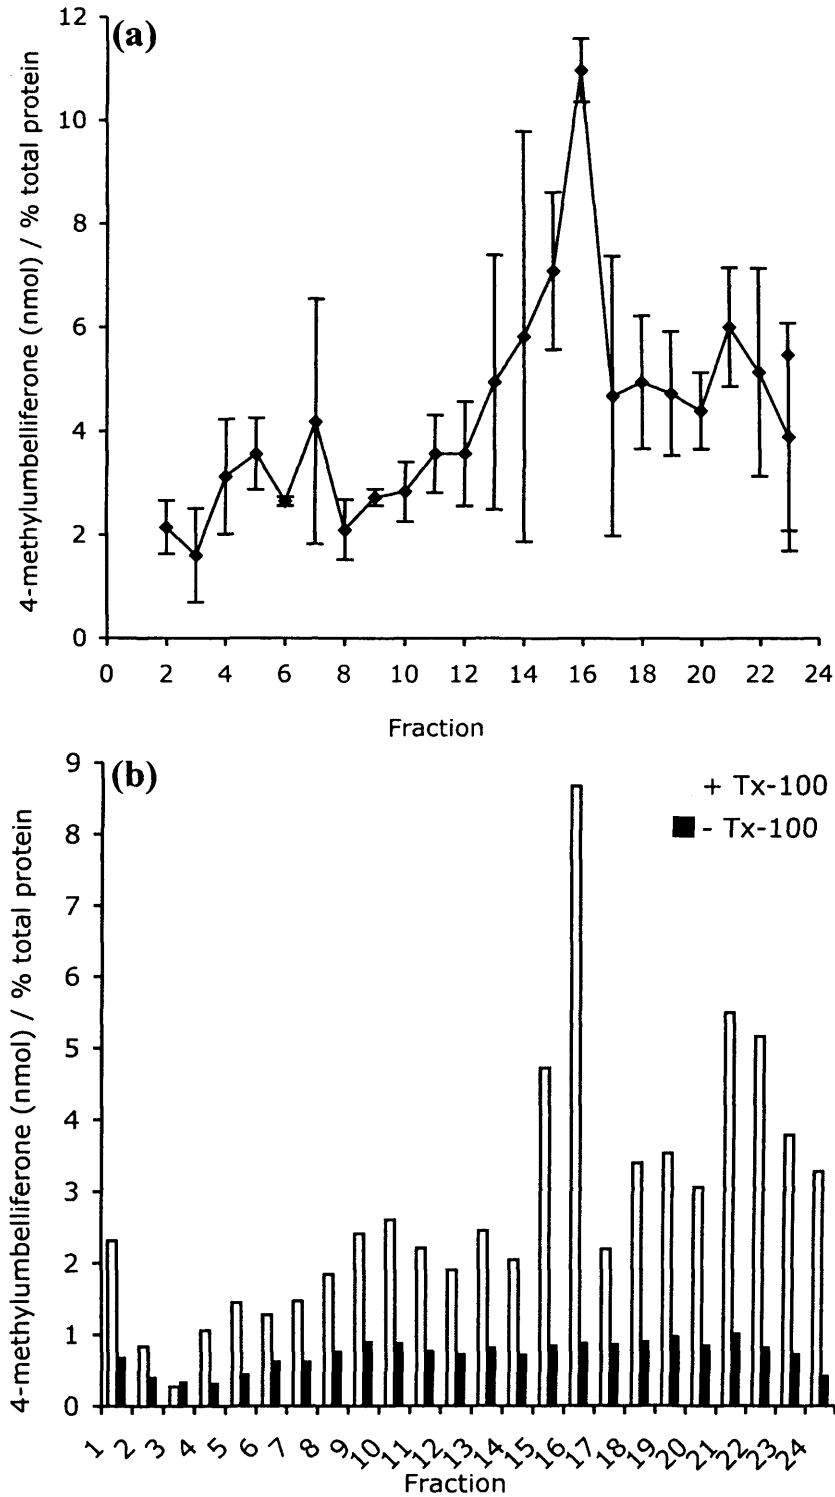 (a)
4-methylumbelliferone (nmol) / % total protein
12
10
8
6
4
2
0
0 2 4 6 8 10 12 14 16 18 20 22 24
Fraction
(b)
4-methylumbelliferone (nmol) / % total protein
9
8
7
6
5
4
3
2
1
0
+ Tx-100
- Tx-100
1 2 3 4 5 6 7 8 9 10 11 12 13 14 15 16 17 18 19 20 21 22 23 24
Fraction